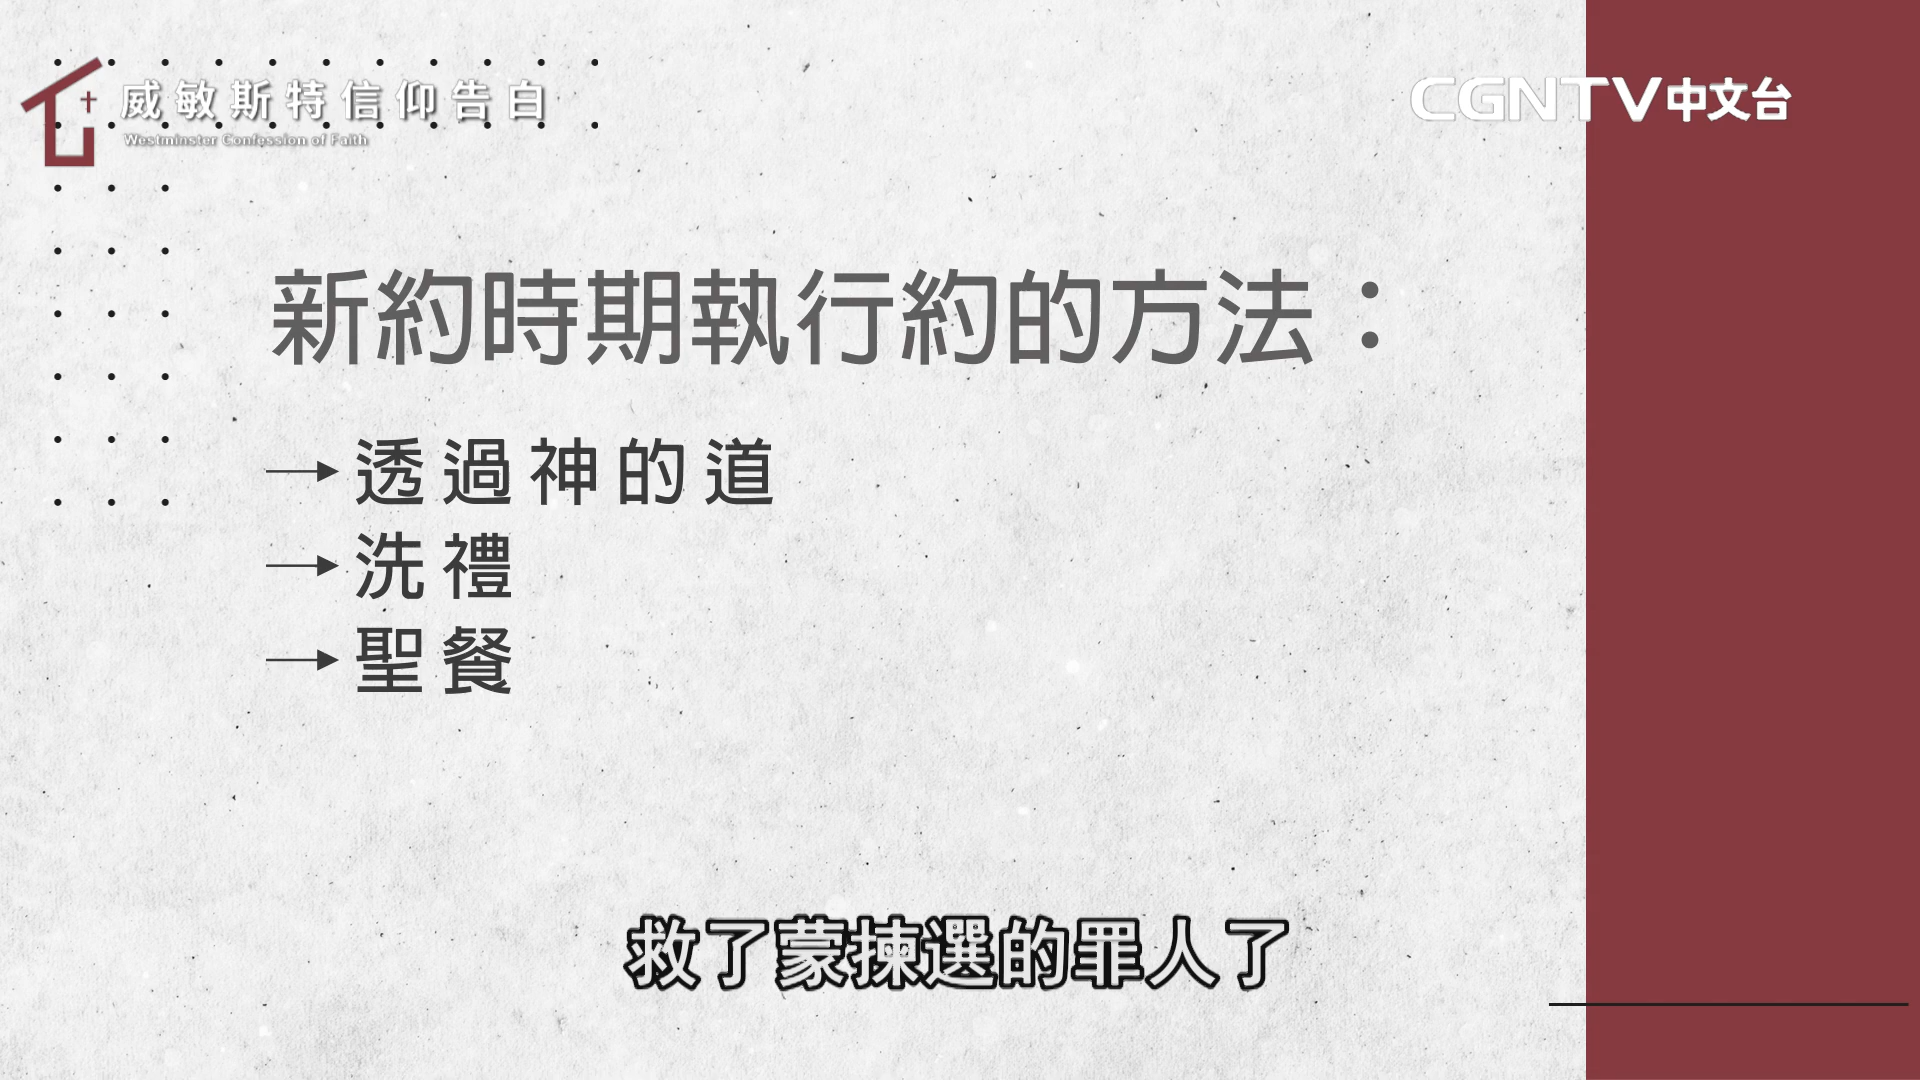 威敏斯特信仰告白
Westminster Confession of Faith
CGNTV中文台
新約時期執行約的方法：
透過神的道
洗禮
聖餐
救了蒙揀選的罪人了